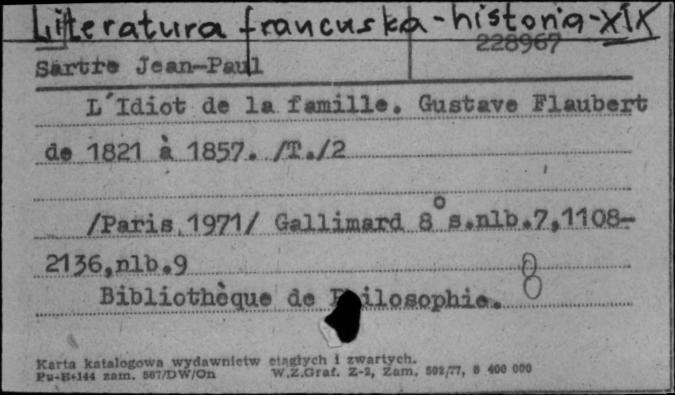 Literatura francuska-historia-XIX
228967
Sartre Jean-Paul
L'Idiot de la famille. Gustave Flaubert
de 1821 à 1857. /T./2
/Paris 1971/ Gallimard 8° s.nlb.7,1108-
2136,nlb.9
Bibliothèque de Philosophie.
Karta katalogowa wydawnictw ciągłych i zwartych.
Pu-B-144 zam. 567/DW/On W.Z.Graf. Z-2, Zam. 502/77, 8 400 000